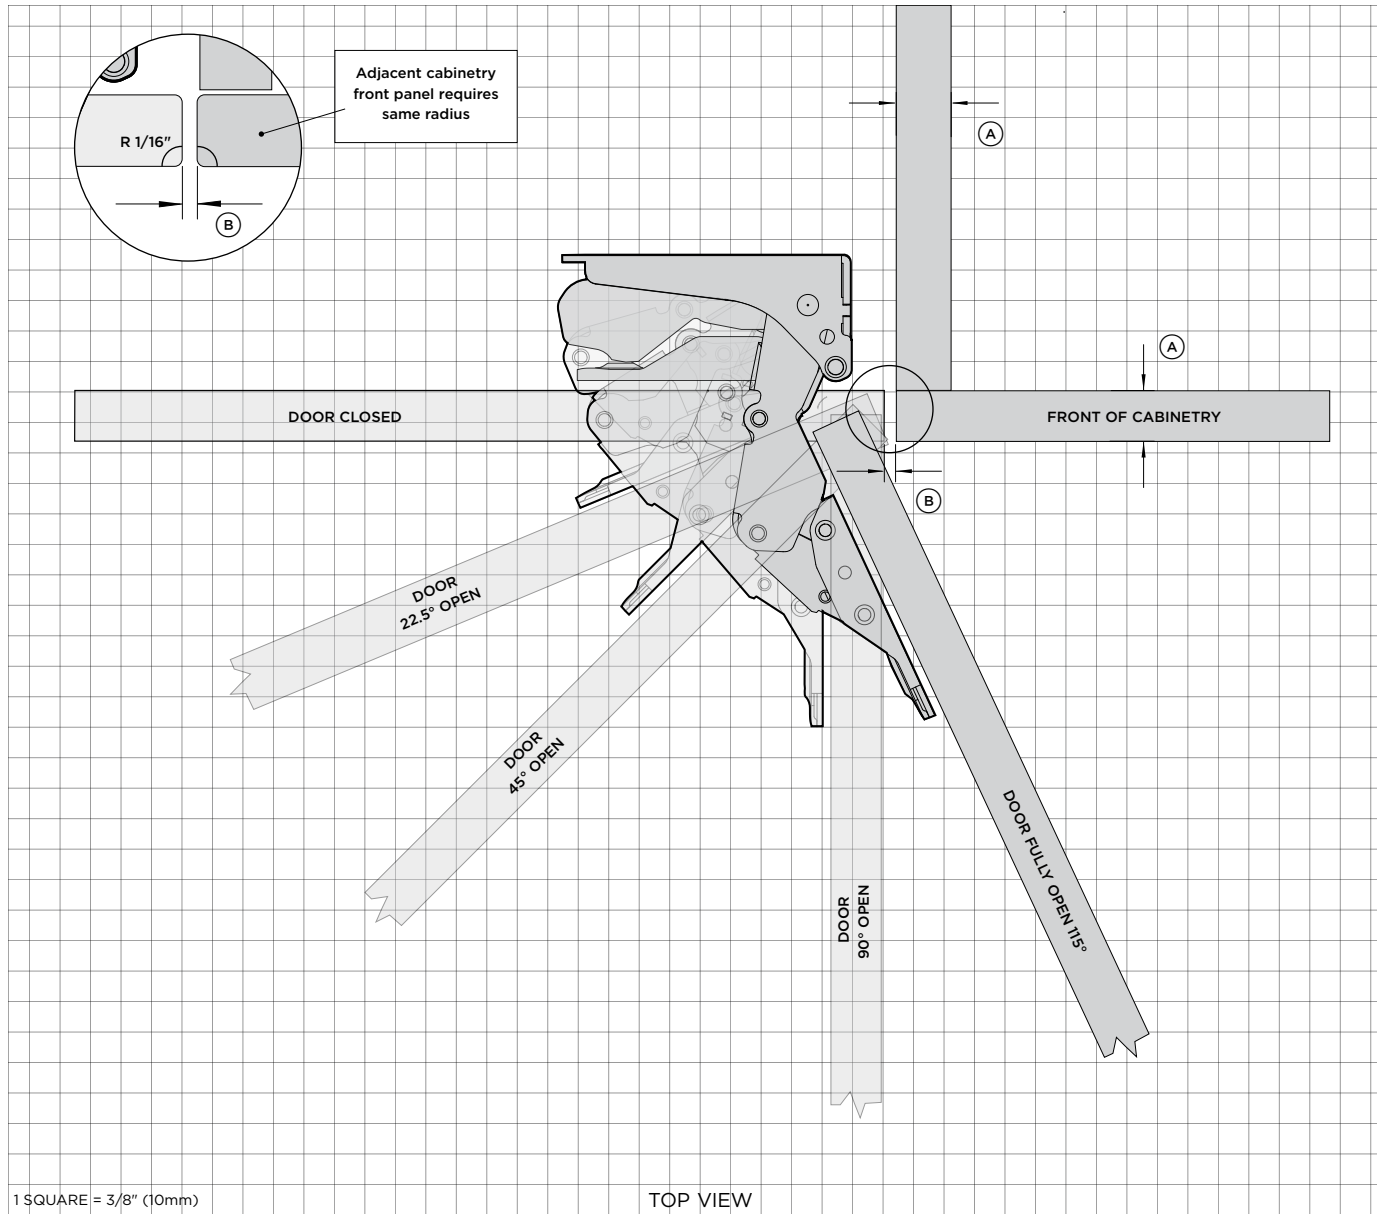 Adjacent cabinetry
front panel requires
same radius
R 1/16"
B
A
A
DOOR CLOSED
FRONT OF CABINETRY
B
DOOR
22.5° OPEN
DOOR
45° OPEN
DOOR
90° OPEN
DOOR FULLY OPEN 115°
1 SQUARE = 3/8" (10mm)
TOP VIEW